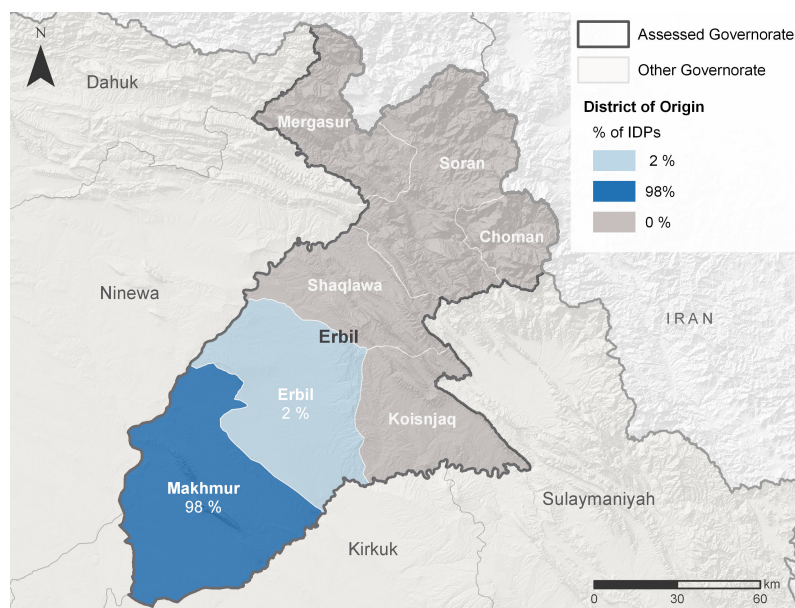 N
Dahuk
Mergasur
Soran
Choman
Shaqlawa
Ninewa
Erbil
IRAN
Erbil
2 %
Koisnjaq
Makhmur
98 %
Sulaymaniyah
Kirkuk
Assessed Governorate
Other Governorate
District of Origin
% of IDPs
2 %
98%
0 %
km
0 30 60